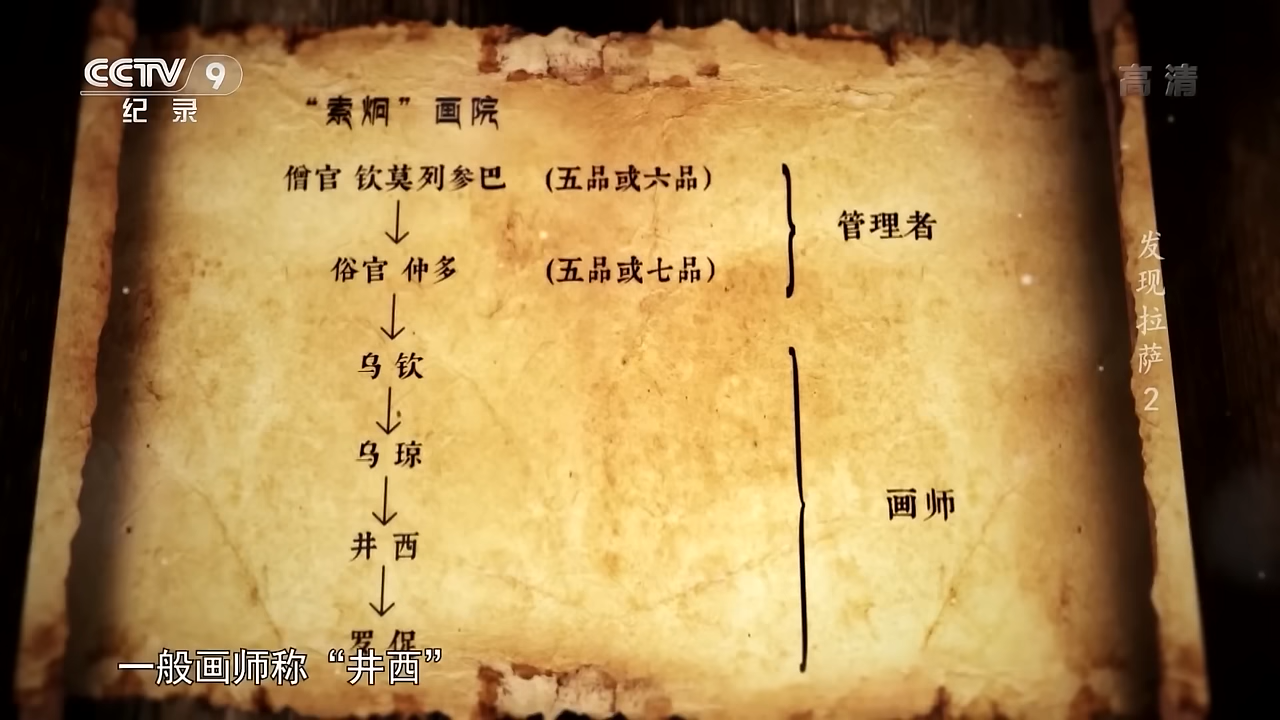 CCTV 9
纪录
高清
“索炯”画院
僧官 钦莫列参巴 (五品或六品)
管理者
俗官 仲多 (五品或七品)
乌钦
乌琼
画师
井西
罗促
一般画师称“井西”
发现拉萨2